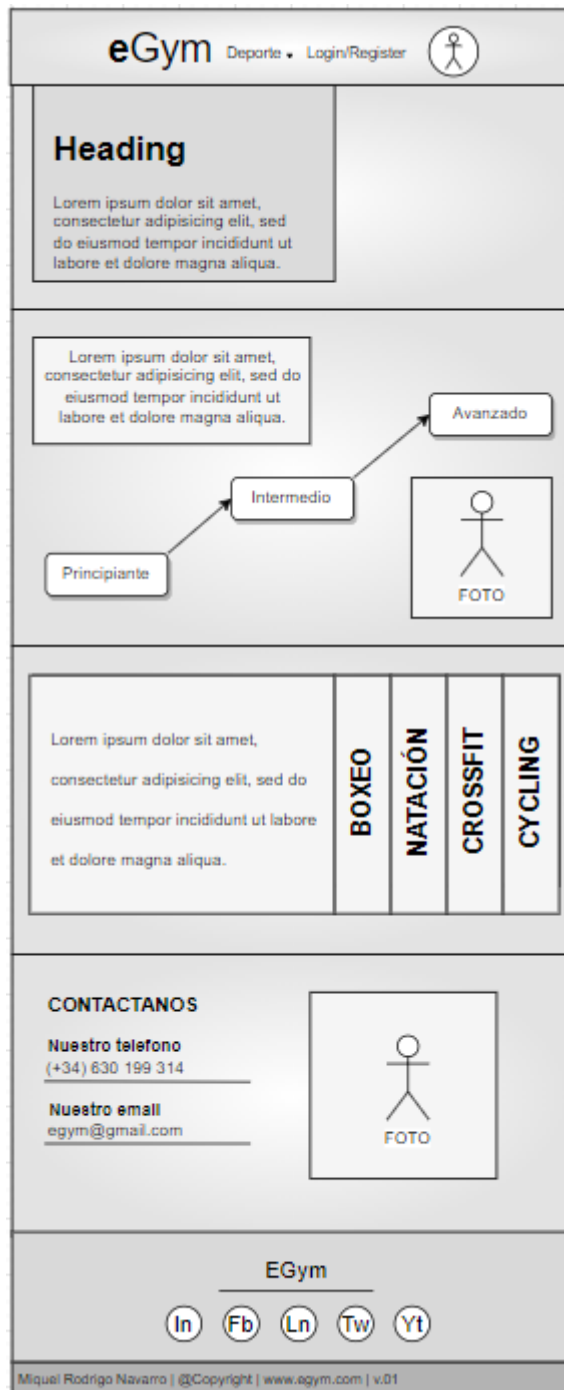 eGym Deporte Login/Register
Heading
Lorem ipsum dolor sit amet,
consectetur adipisicing elit, sed
do eiusmod tempor incididunt ut
labore et dolore magna aliqua.
Lorem ipsum dolor sit amet,
consectetur adipisicing elit, sed do
eiusmod tempor incididunt ut
labore et dolore magna aliqua.
Avanzado
Intermedio
Principiante
FOTO
Lorem ipsum dolor sit amet,
consectetur adipisicing elit, sed do
eiusmod tempor incididunt ut labore
et dolore magna aliqua.
BOXEO
NATACIÓN
CROSSFIT
CYCLING
CONTACTANOS
Nuestro telefono
(+34) 630 199 314
Nuestro email
egym@gmail.com
FOTO
EGym
In Fb Ln Tw Yt
Miquel Rodrigo Navarro | @Copyright | www.egym.com | v.01